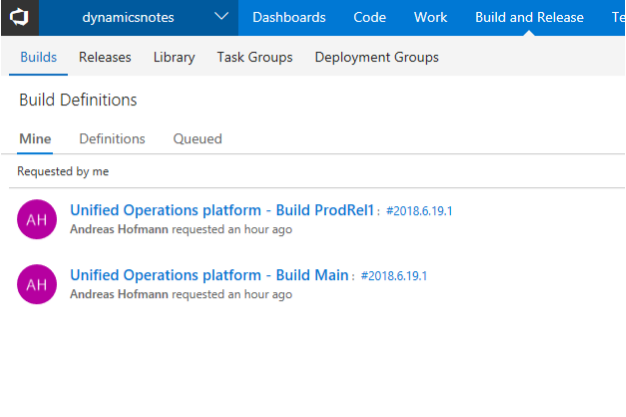 dynamicsnotes Dashboards Code Work Build and Release Te
Builds Releases Library Task Groups Deployment Groups
Build Definitions
Mine Definitions Queued
Requested by me
AH Unified Operations platform - Build ProdRel1 : #2018.6.19.1
Andreas Hofmann requested an hour ago
AH Unified Operations platform - Build Main : #2018.6.19.1
Andreas Hofmann requested an hour ago